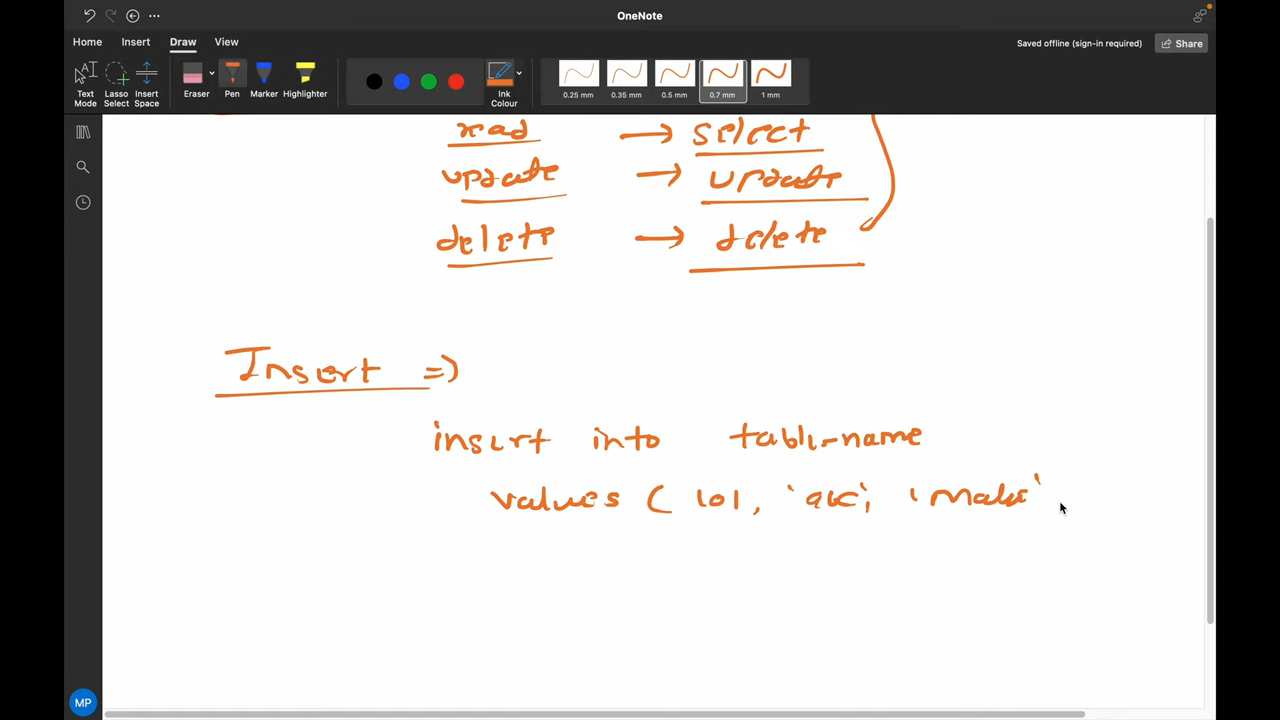 OneNote
Home Insert Draw View
Saved offline (sign-in required) Share
Text Mode Lasso Select Insert Space Eraser Pen Marker Highlighter Ink Colour 0.25 mm 0.35 mm 0.5 mm 0.7 mm 1 mm
read → select
update → update
delete → delete
Insert =>
insert into table-name
values ( 101, 'abc', 'male'
MP